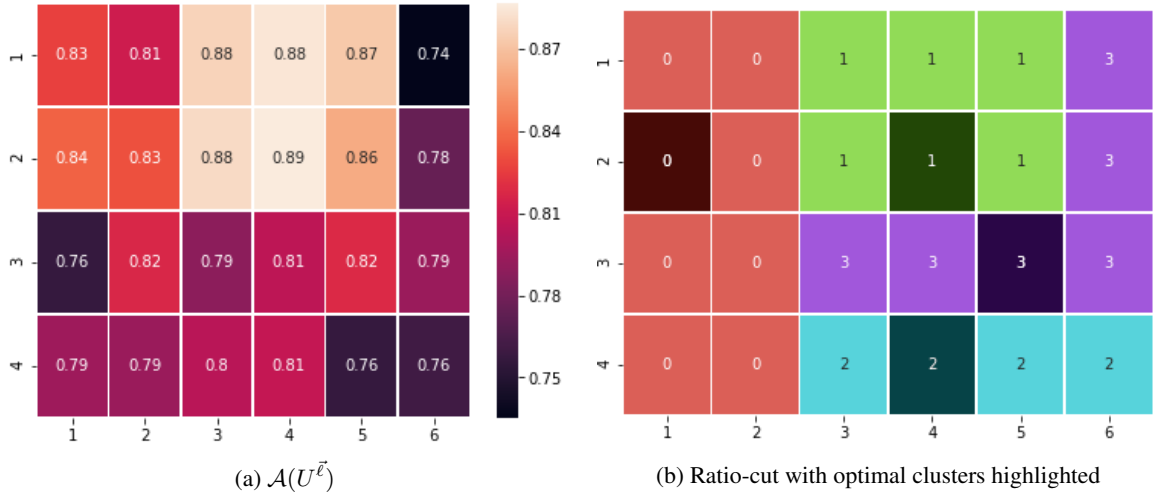 1 0.83 0.81 0.88 0.88 0.87 0.74
2 0.84 0.83 0.88 0.89 0.86 0.78
3 0.76 0.82 0.79 0.81 0.82 0.79
4 0.79 0.79 0.8 0.81 0.76 0.76
1 2 3 4 5 6
0.87
0.84
0.81
0.78
0.75
(a) $\mathcal{A}(U^{\vec{\ell}})$
1 0 0 1 1 1 3
2 0 0 1 1 1 3
3 0 0 3 3 3 3
4 0 0 2 2 2 2
1 2 3 4 5 6
(b) Ratio-cut with optimal clusters highlighted